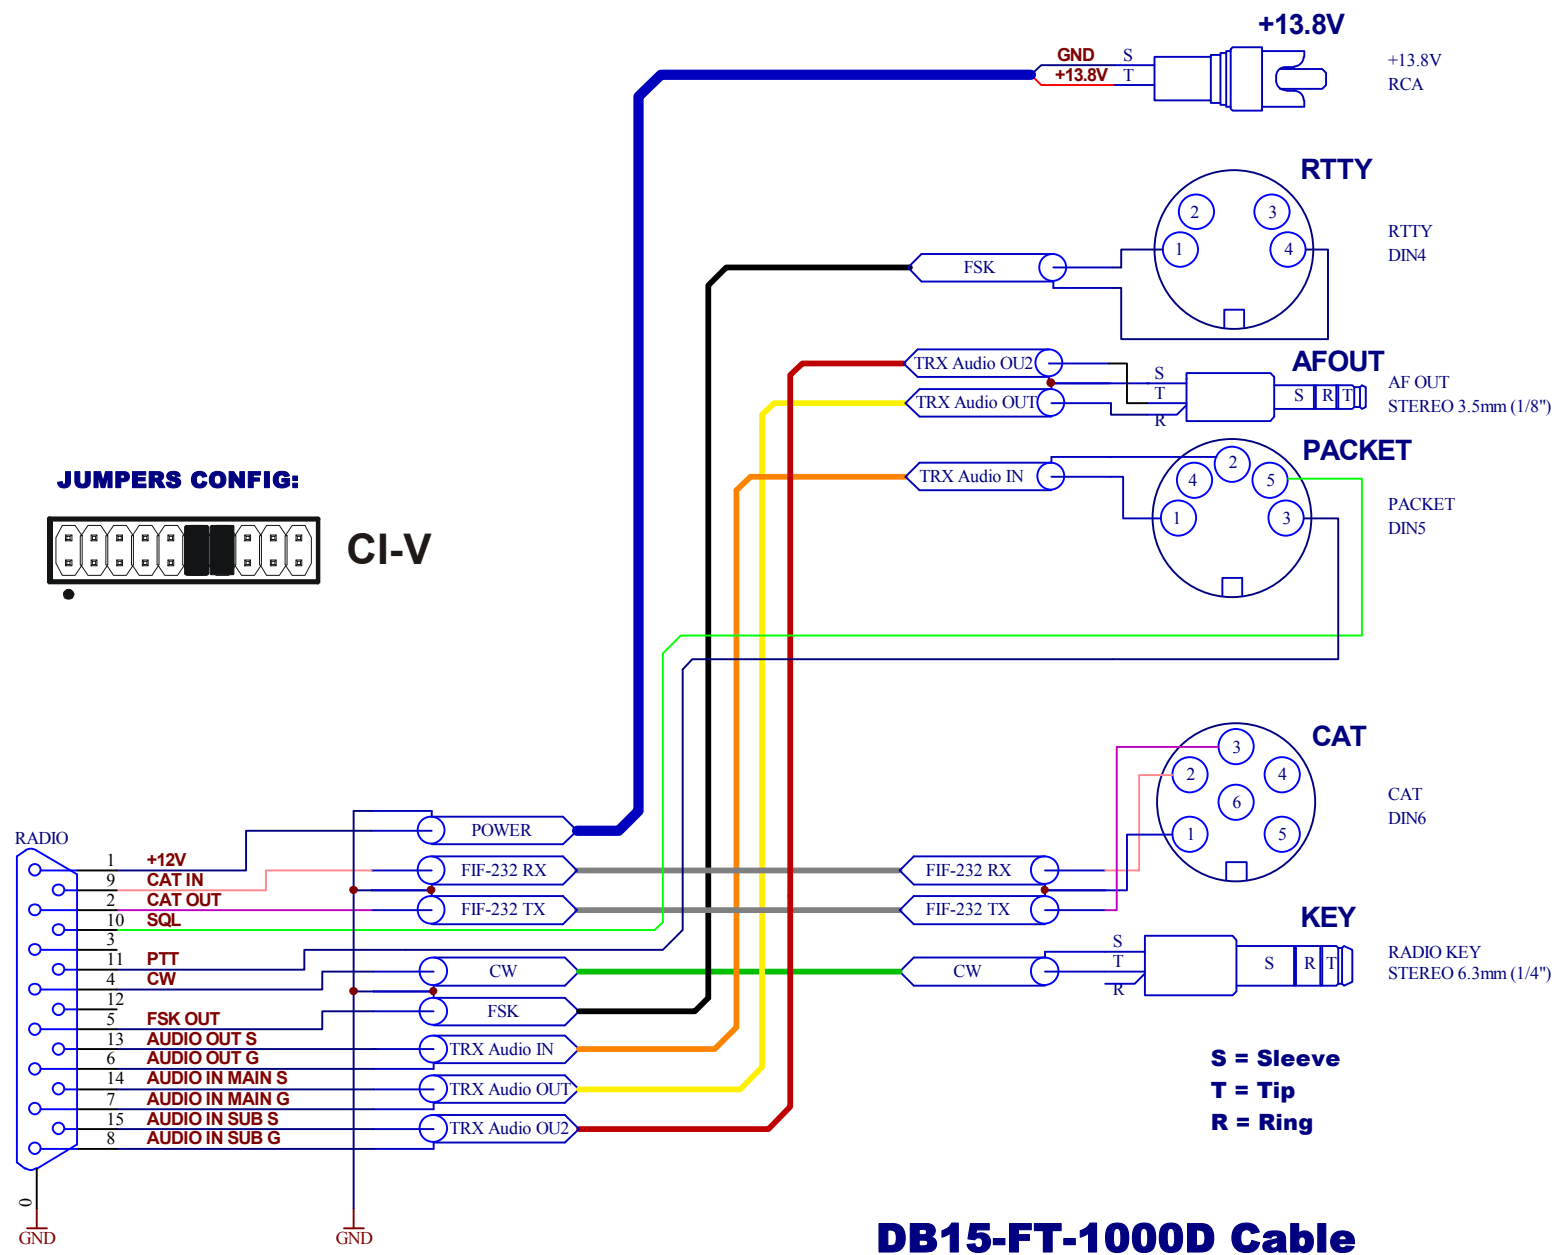 +13.8V
GND S
+13.8V T
+13.8V
RCA
RTTY
2 3
1 4
RTTY
DIN4
FSK
TRX Audio OU2
TRX Audio OUT
S
T
R
AFOUT
S R T
AF OUT
STEREO 3.5mm (1/8")
PACKET
TRX Audio IN
2
4 5
1 3
PACKET
DIN5
JUMPERS CONFIG:
CI-V
CAT
3
2 4
6
1 5
CAT
DIN6
RADIO
1 +12V
9 CAT IN
2 CAT OUT
10 SQL
3
11 PTT
4 CW
12
5 FSK OUT
13 AUDIO OUT S
6 AUDIO OUT G
14 AUDIO IN MAIN S
7 AUDIO IN MAIN G
15 AUDIO IN SUB S
8 AUDIO IN SUB G
0
GND
GND
POWER
FIF-232 RX
FIF-232 TX
CW
FSK
TRX Audio IN
TRX Audio OUT
TRX Audio OU2
FIF-232 RX
FIF-232 TX
CW
KEY
S
T
R
S R T
RADIO KEY
STEREO 6.3mm (1/4")
S = Sleeve
T = Tip
R = Ring
DB15-FT-1000D Cable